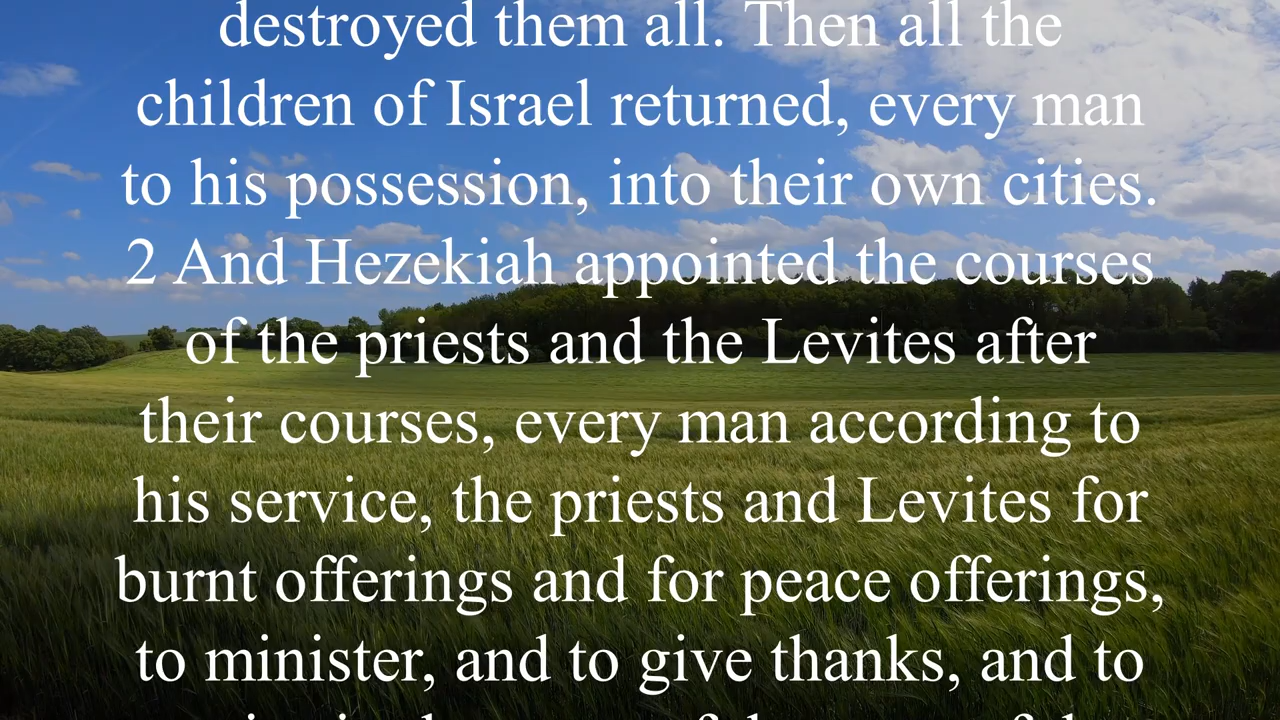 destroyed them all. Then all the
children of Israel returned, every man
to his possession, into their own cities.
2 And Hezekiah appointed the courses
of the priests and the Levites after
their courses, every man according to
his service, the priests and Levites for
burnt offerings and for peace offerings,
to minister, and to give thanks, and to